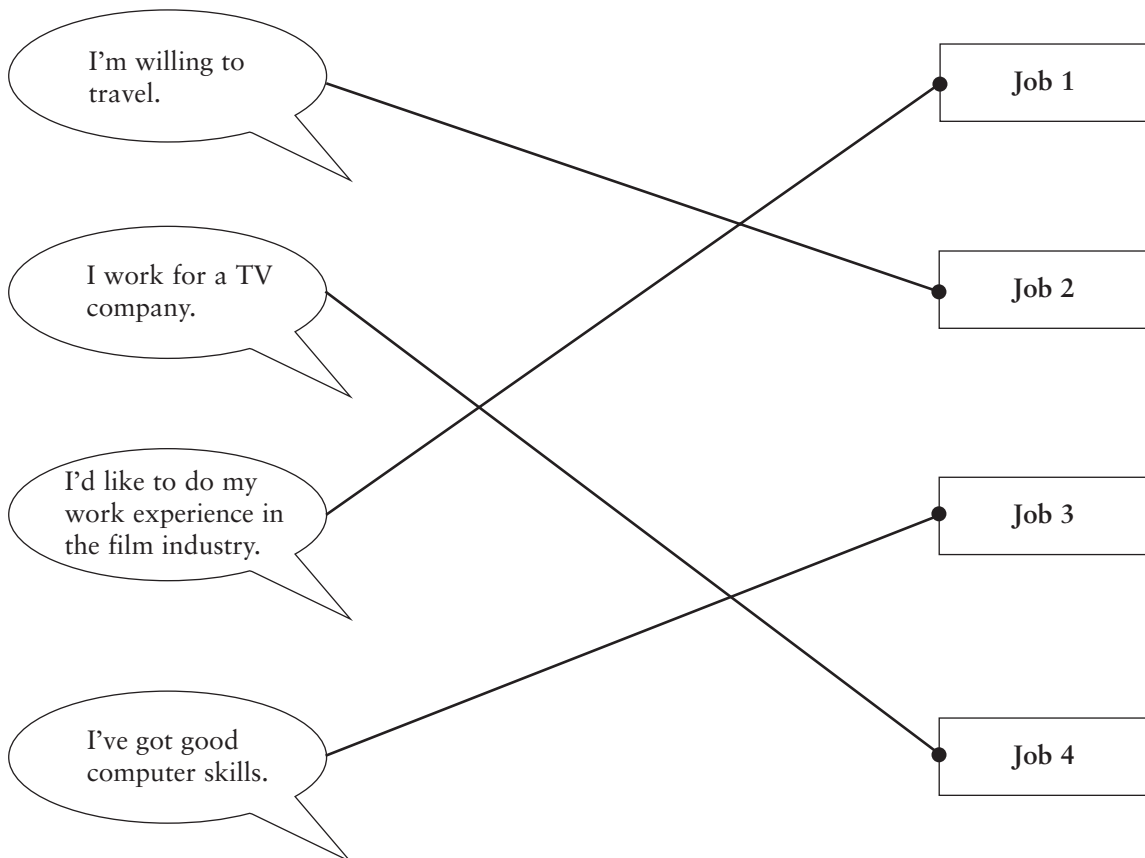 I’m willing to
travel.
Job 1
I work for a TV
company.
Job 2
I’d like to do my
work experience in
the film industry.
Job 3
I’ve got good
computer skills.
Job 4